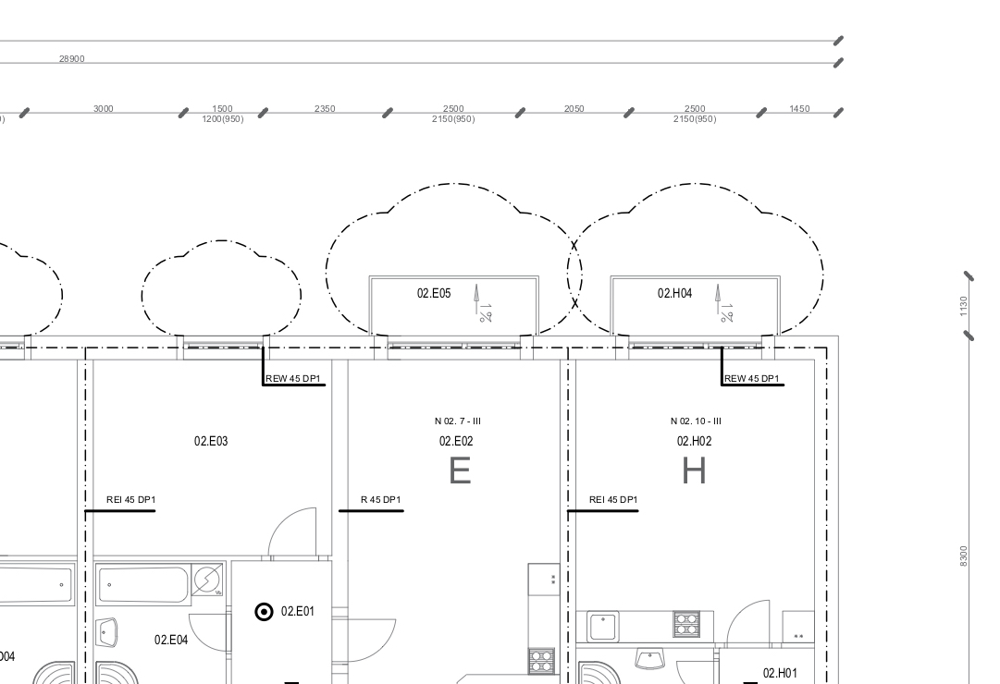 28900
3000
1500
2350
2500
2050
2500
1450
1200(950)
2150(950)
2150(950)
02.E05
1%
02.H04
1%
1130
REW 45 DP1
REW 45 DP1
N 02. 7 - III
N 02. 10 - III
02.E03
02.E02
02.H02
E
H
REI 45 DP1
R 45 DP1
REI 45 DP1
8300
02.E01
02.E04
02.H01